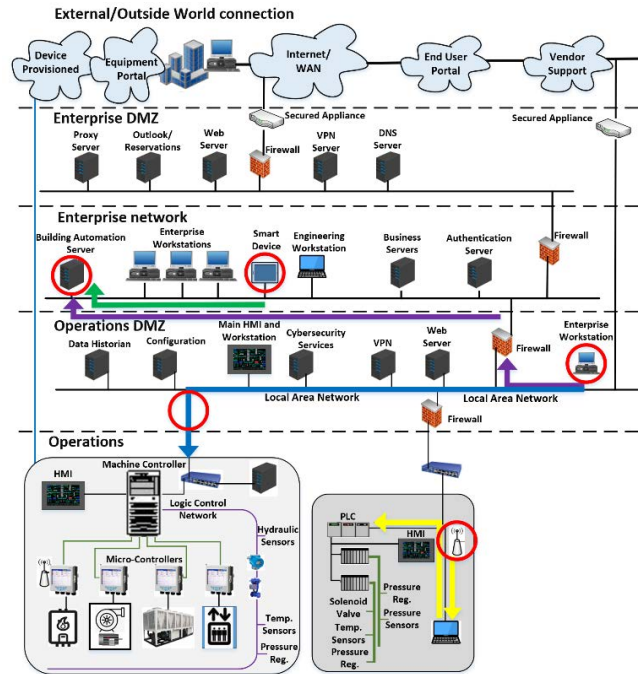 External/Outside World connection
Device
Provisioned
Equipment
Portal
Internet/
WAN
End User
Portal
Vendor
Support
Secured Appliance
Secured Appliance
Enterprise DMZ
Proxy
Server
Outlook/
Reservations
Web
Server
Firewall
VPN
Server
DNS
Server
Enterprise network
Building Automation
Server
Enterprise
Workstations
Smart
Device
Engineering
Workstation
Business
Servers
Authentication
Server
Firewall
Operations DMZ
Data Historian
Configuration
Main HMI and
Workstation
Cybersecurity
Services
VPN
Web
Server
Firewall
Enterprise
Workstation
Local Area Network
Local Area Network
Firewall
Operations
HMI
Machine Controller
Logic Control
Network
Hydraulic
Sensors
Micro-Controllers
Temp.
Sensors
Pressure
Reg.
PLC
HMI
Solenoid
Valve
Temp.
Sensors
Pressure
Reg.
Pressure
Reg.
Pressure
Sensors